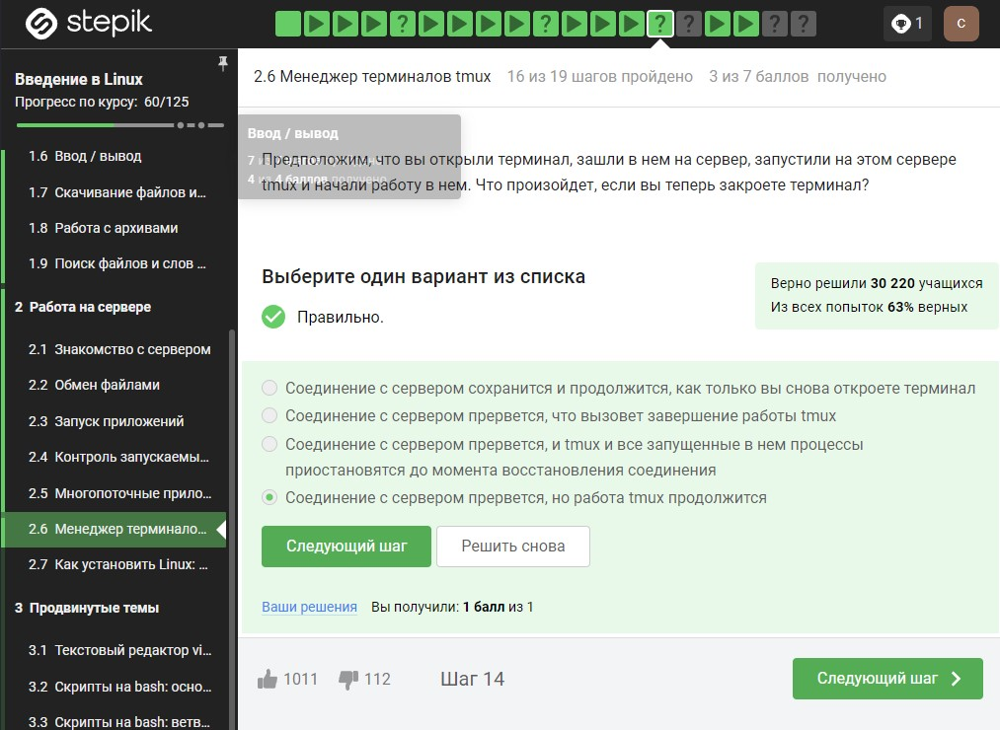 stepik
? ? ? ? ? ?
1
С
Введение в Linux
Прогресс по курсу: 60/125
1.6 Ввод / вывод
1.7 Скачивание файлов и...
1.8 Работа с архивами
1.9 Поиск файлов и слов ...
2 Работа на сервере
2.1 Знакомство с сервером
2.2 Обмен файлами
2.3 Запуск приложений
2.4 Контроль запускаемы...
2.5 Многопоточные прило...
2.6 Менеджер терминало...
2.7 Как установить Linux: ...
3 Продвинутые темы
3.1 Текстовый редактор vi...
3.2 Скрипты на bash: осно...
3.3 Скрипты на bash: ветв...
2.6 Менеджер терминалов tmux 16 из 19 шагов пройдено 3 из 7 баллов получено
Ввод / вывод
7 из
4 из 4 баллов получено
Предположим, что вы открыли терминал, зашли в нем на сервер, запустили на этом сервере
tmux и начали работу в нем. Что произойдет, если вы теперь закроете терминал?
Выберите один вариант из списка
Правильно.
Верно решили 30 220 учащихся
Из всех попыток 63% верных
Соединение с сервером сохранится и продолжится, как только вы снова откроете терминал
Соединение с сервером прервется, что вызовет завершение работы tmux
Соединение с сервером прервется, и tmux и все запущенные в нем процессы
приостановятся до момента восстановления соединения
Соединение с сервером прервется, но работа tmux продолжится
Следующий шаг
Решить снова
Ваши решения Вы получили: 1 балл из 1
1011 112 Шаг 14
Следующий шаг